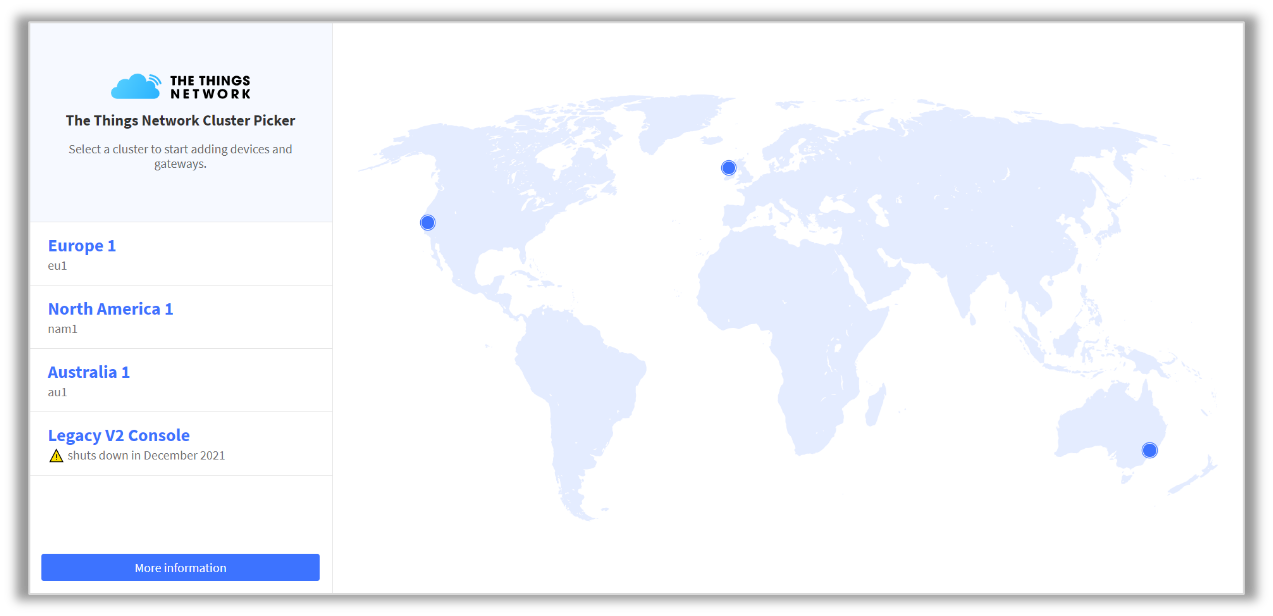 THE THINGS
NETWORK
The Things Network Cluster Picker
Select a cluster to start adding devices and
gateways.
Europe 1
eu1
North America 1
nam1
Australia 1
au1
Legacy V2 Console
⚠ shuts down in December 2021
More information